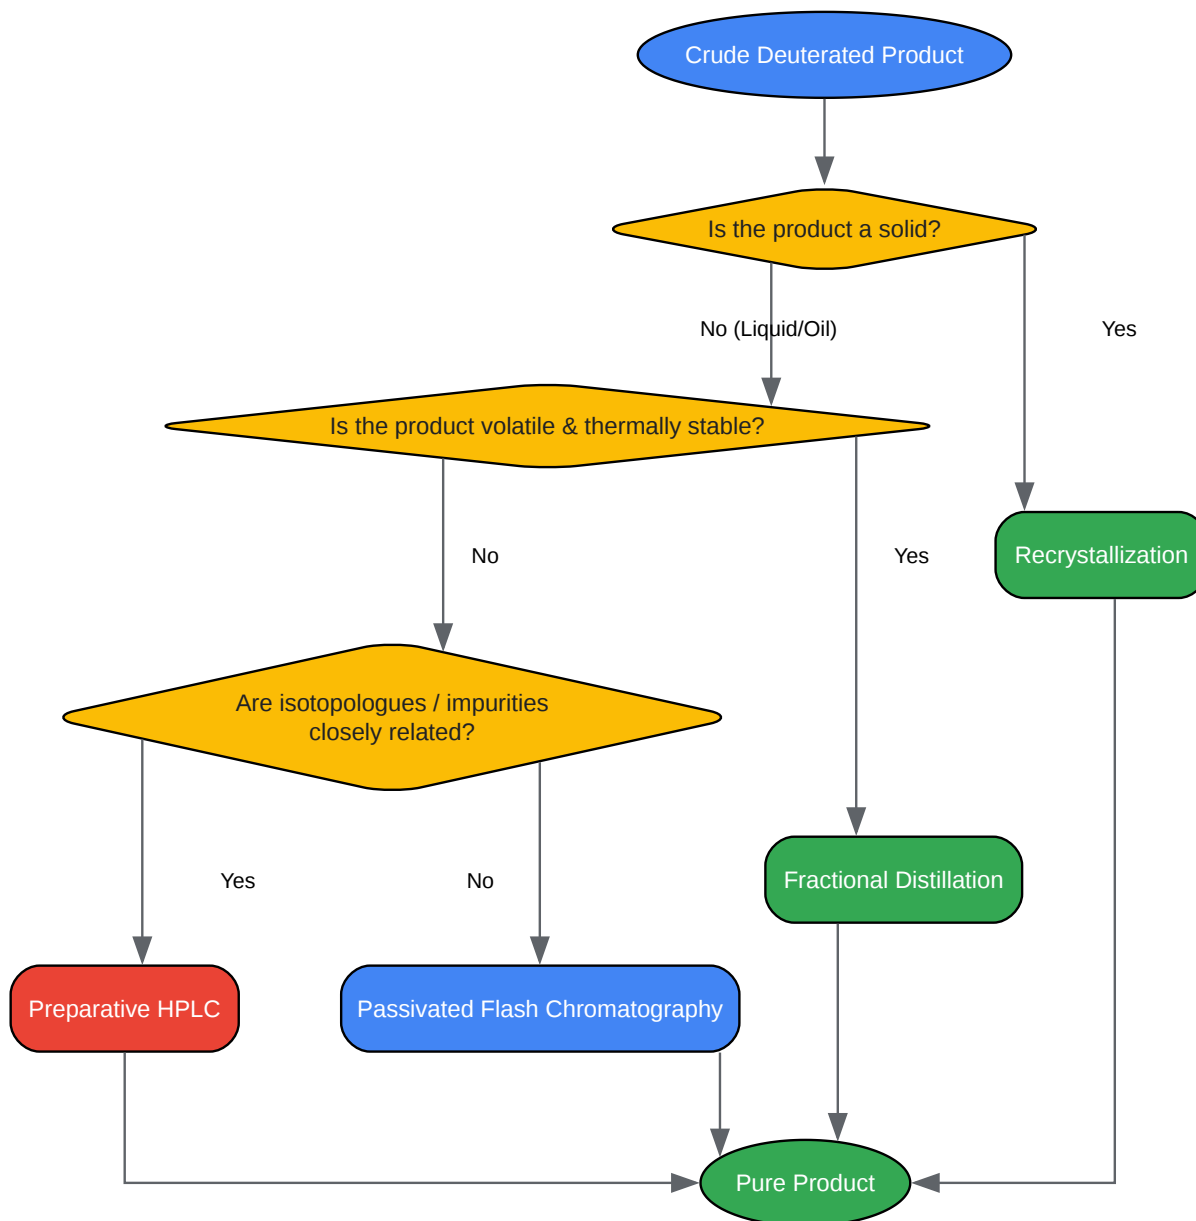 Crude Deuterated Product
Is the product a solid?
No (Liquid/Oil)
Yes
Is the product volatile & thermally stable?
No
Yes
Recrystallization
Are isotopologues / impurities
closely related?
Yes
No
Fractional Distillation
Preparative HPLC
Passivated Flash Chromatography
Pure Product